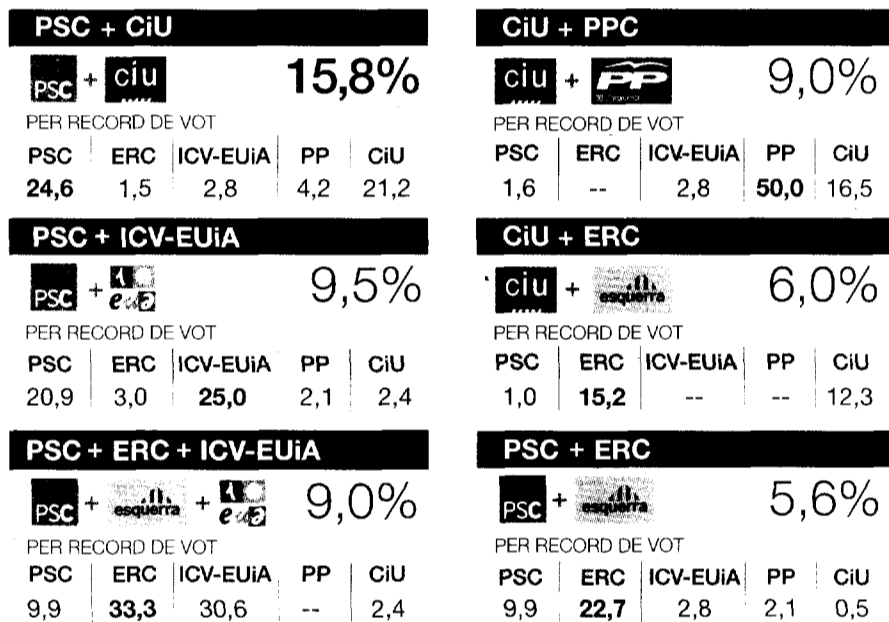 PSC + CiU
PSC + ciu 15,8%
PER RECORD DE VOT
PSC ERC ICV-EUiA PP CiU
24,6 1,5 2,8 4,2 21,2
PSC + ICV-EUiA
PSC + 9,5%
PER RECORD DE VOT
PSC ERC ICV-EUiA PP CiU
20,9 3,0 25,0 2,1 2,4
PSC + ERC + ICV-EUiA
PSC + esquerra + 9,0%
PER RECORD DE VOT
PSC ERC ICV-EUiA PP CiU
9,9 33,3 30,6 -- 2,4
CiU + PPC
ciu + PP 9,0%
PER RECORD DE VOT
PSC ERC ICV-EUiA PP CiU
1,6 -- 2,8 50,0 16,5
CiU + ERC
ciu + esquerra 6,0%
PER RECORD DE VOT
PSC ERC ICV-EUiA PP CiU
1,0 15,2 -- -- 12,3
PSC + ERC
PSC + esquerra 5,6%
PER RECORD DE VOT
PSC ERC ICV-EUiA PP CiU
9,9 22,7 2,8 2,1 0,5